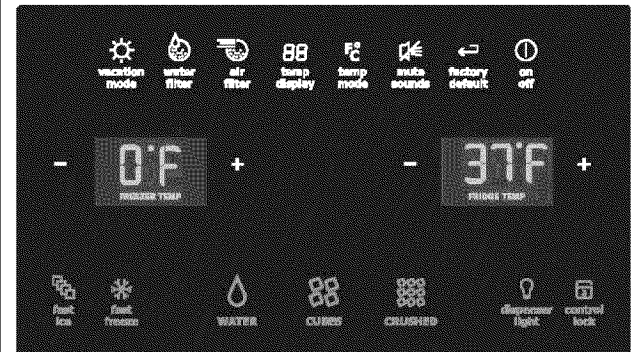 88 F°C
vacation mode
water filter
air filter
temp display
temp mode
mute sounds
factory default
on off
- 0°F +
FREEZER TEMP
- 37°F +
FRIDGE TEMP
fast ice
fast freeze
WATER
CUBES
CRUSHED
dispenser light
control lock